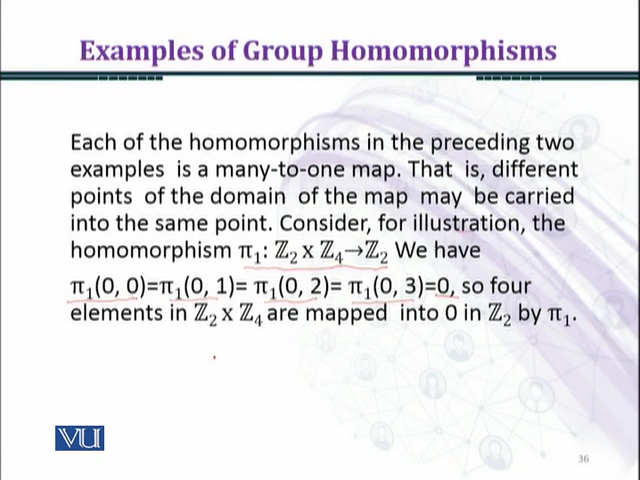 Examples of Group Homomorphisms
Each of the homomorphisms in the preceding two
examples is a many-to-one map. That is, different
points of the domain of the map may be carried
into the same point. Consider, for illustration, the
homomorphism π₁: ℤ₂ x ℤ₄→ℤ₂ We have
π₁(0, 0)=π₁(0, 1)= π₁(0, 2)= π₁(0, 3)=0, so four
elements in ℤ₂ x ℤ₄ are mapped into 0 in ℤ₂ by π₁.
VU
36